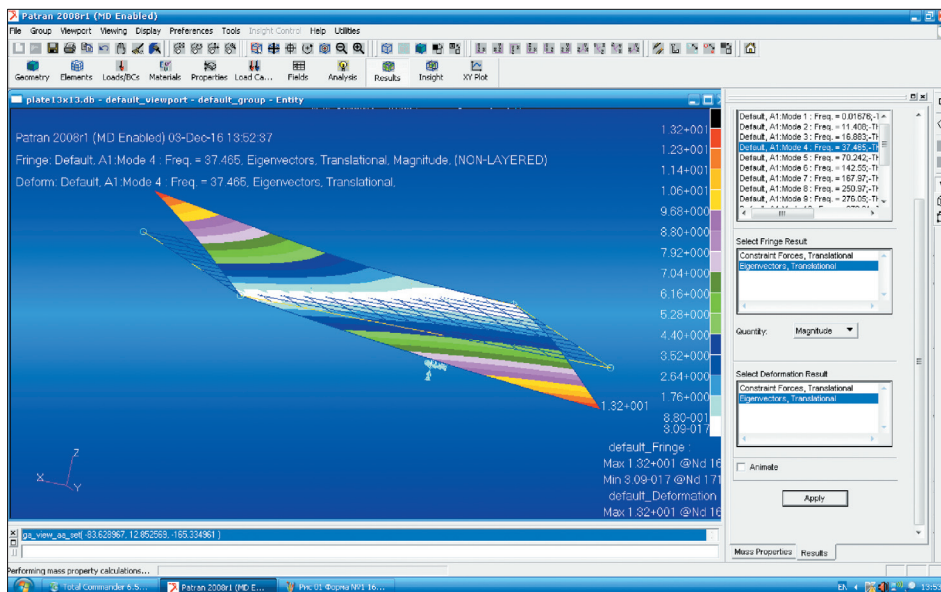 Patran 2008r1 (MD Enabled)
File Group Viewport Viewing Display Preferences Tools Insight Control Help Utilities
Geometry Elements Loads/BCs Materials Properties Load Ca... Fields Analysis Results Insight XY Plot
plate13x13.db - default_viewport - default_group - Entity
Patran 2008r1 (MD Enabled) 03-Dec-16 13:52:37
Fringe: Default, A1:Mode 4 : Freq. = 37.465, Eigenvectors, Translational, Magnitude, (NON-LAYERED)
Deform: Default, A1:Mode 4 : Freq. = 37.465, Eigenvectors, Translational,
1.32+001
1.23+001
1.14+001
1.06+001
9.68+000
8.80+000
7.92+000
7.04+000
6.16+000
5.28+000
4.40+000
3.52+000
2.64+000
1.76+000
8.80-001
3.09-017
1.32+001
default_Fringe :
Max 1.32+001 @Nd 16
Min 3.09-017 @Nd 171
default_Deformation
Max 1.32+001 @Nd 16
Z
X
Y
Default, A1:Mode 1 : Freq. = 0.01676;-T
Default, A1:Mode 2 : Freq. = 11.408;-TH
Default, A1:Mode 3 : Freq. = 16.883;-TH
Default, A1:Mode 4 : Freq. = 37.465;-TH
Default, A1:Mode 5 : Freq. = 70.242;-TH
Default, A1:Mode 6 : Freq. = 142.55;-TH
Default, A1:Mode 7 : Freq. = 167.97;-TH
Default, A1:Mode 8 : Freq. = 250.97;-TH
Default, A1:Mode 9 : Freq. = 276.05;-TH
Select Fringe Result
Constraint Forces, Translational
Eigenvectors, Translational
Quantity: Magnitude
Select Deformation Result
Constraint Forces, Translational
Eigenvectors, Translational
Animate
Apply
Mass Properties Results
ga_view_aa_set( -83.628967, 12.852569, -165.334961 )
Performing mass property calculations...
Total Commander 6.5... Patran 2008r1 (MD E... Рис 01 Форма №1 16... EN 13:53